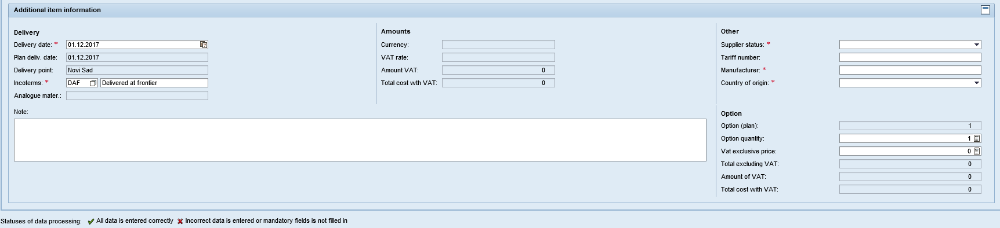 Additional item information
Delivery
Delivery date: * 01.12.2017
Plan deliv. date: 01.12.2017
Delivery point: Novi Sad
Incoterms: * DAF Delivered at frontier
Analogue mater.:
Note:
Amounts
Currency:
VAT rate:
Amount VAT: 0
Total cost wth VAT: 0
Other
Supplier status: *
Tariff number:
Manufacturer: *
Country of origin: *
Option
Option (plan): 1
Option quantity: 1
Vat exclusive price: 0
Total excluding VAT: 0
Amount of VAT: 0
Total cost with VAT: 0
Statuses of data processing: All data is entered correctly Incorrect data is entered or mandatory fields is not filled in